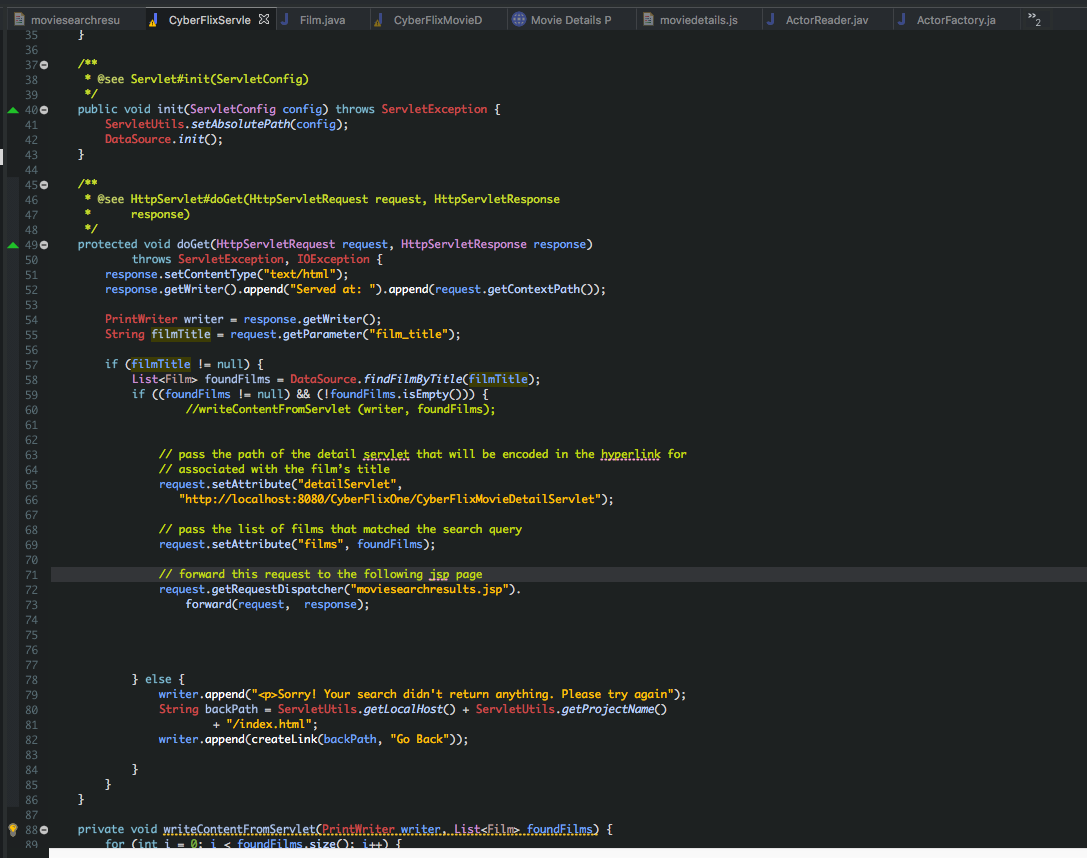 moviesearchresu CyberFlixServle Film.java CyberFlixMovieD Movie Details P moviedetails.js ActorReader.jav ActorFactory.ja »2
35 }
36
37 /**
38 * @see Servlet#init(ServletConfig)
39 */
40 public void init(ServletConfig config) throws ServletException {
41 ServletUtils.setAbsolutePath(config);
42 DataSource.init();
43 }
44
45 /**
46 * @see HttpServlet#doGet(HttpServletRequest request, HttpServletResponse
47 * response)
48 */
49 protected void doGet(HttpServletRequest request, HttpServletResponse response)
50 throws ServletException, IOException {
51 response.setContentType("text/html");
52 response.getWriter().append("Served at: ").append(request.getContextPath());
53
54 PrintWriter writer = response.getWriter();
55 String filmTitle = request.getParameter("film_title");
56
57 if (filmTitle != null) {
58 List<Film> foundFilms = DataSource.findFilmByTitle(filmTitle);
59 if ((foundFilms != null) && (!foundFilms.isEmpty())) {
60 //writeContentFromServlet (writer, foundFilms);
61
62
63 // pass the path of the detail servlet that will be encoded in the hyperlink for
64 // associated with the film's title
65 request.setAttribute("detailServlet",
66 "http://localhost:8080/CyberFlixOne/CyberFlixMovieDetailServlet");
67
68 // pass the list of films that matched the search query
69 request.setAttribute("films", foundFilms);
70
71 // forward this request to the following jsp page
72 request.getRequestDispatcher("moviesearchresults.jsp").
73 forward(request, response);
74
75
76
77
78 } else {
79 writer.append("<p>Sorry! Your search didn't return anything. Please try again");
80 String backPath = ServletUtils.getLocalHost() + ServletUtils.getProjectName()
81 + "/index.html";
82 writer.append(createLink(backPath, "Go Back"));
83
84 }
85 }
86 }
87
88 private void writeContentFromServlet(PrintWriter writer, List<Film> foundFilms) {
89 for (int i = 0; i < foundFilms.size(); i++) {